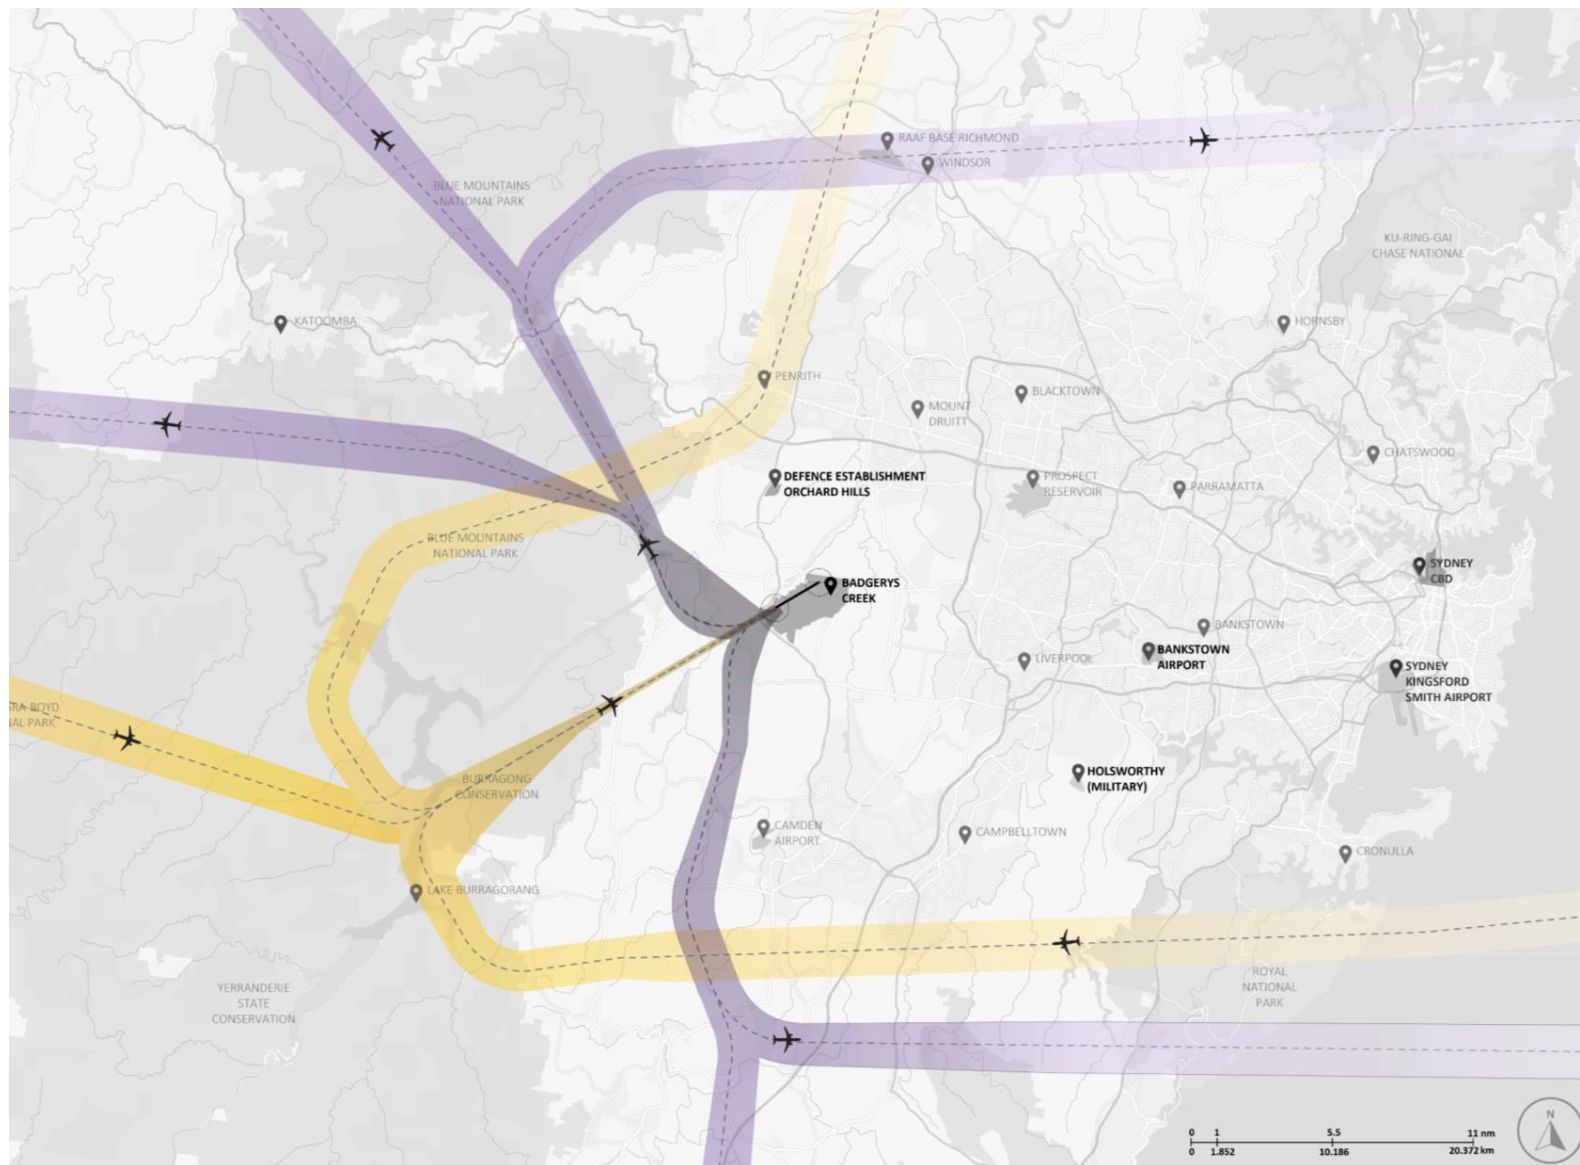 RAAF BASE RICHMOND
WINDSOR
BLUE MOUNTAINS
NATIONAL PARK
KU-RING-GAI
CHASE NATIONAL
KATOOMBA
HORNSBY
PENRITH
BLACKTOWN
MOUNT
DRUITT
CHATSWOOD
DEFENCE ESTABLISHMENT
ORCHARD HILLS
PROSPECT
RESERVOIR
PARRAMATTA
BLUE MOUNTAINS
NATIONAL PARK
SYDNEY
CBD
BADGERYS
CREEK
BANKSTOWN
BANKSTOWN
AIRPORT
LIVERPOOL
SYDNEY
KINGSFORD
SMITH AIRPORT
BOYD
PARK
BURRAGONG
CONSERVATION
HOLSWORTHY
(MILITARY)
CAMDEN
AIRPORT
CAMPBELLTOWN
CRONULLA
LAKE BURRAGORANG
YERRANDERIE
STATE
CONSERVATION
ROYAL
NATIONAL
PARK
N
0 1 5.5 11 nm
0 1.852 10.186 20.372 km